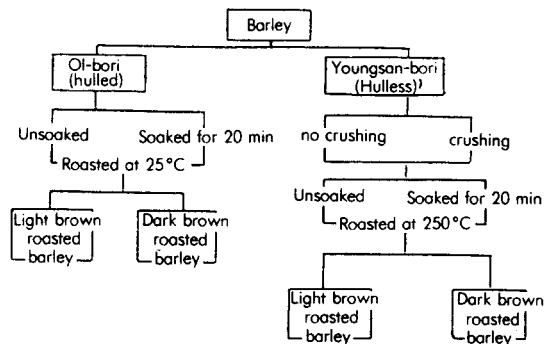 Barley
Ol-bori
(hulled)
Youngsan-bori
(Hulless)¹⁾
Unsoaked
Soaked for 20 min
Roasted at 25°C
Light brown
roasted
barley
Dark brown
roasted
barley
no crushing
crushing
Unsoaked
Soaked for 20 min
Roasted at 250°C
Light brown
roasted
barley
Dark brown
roasted
barley